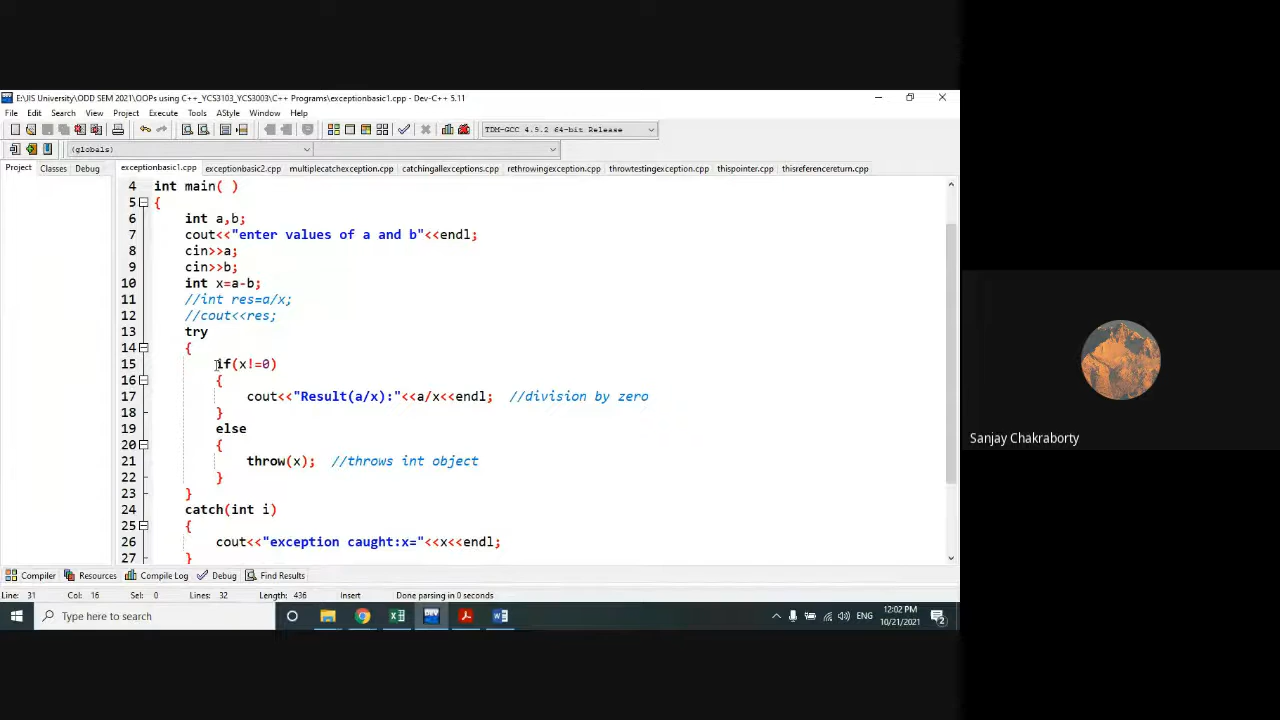 E:\JIS University\ODD SEM 2021\OOPs using C++_YCS3103_YCS3003\C++ Programs\exceptionbasic1.cpp - Dev-C++ 5.11
File Edit Search View Project Execute Tools AStyle Window Help
TDM-GCC 4.9.2 64-bit Release
(globals)
Project Classes Debug exceptionbasic1.cpp exceptionbasic2.cpp multiplecatchexception.cpp catchingallexceptions.cpp rethrowingexception.cpp throwtestingexception.cpp thispointer.cpp thisreferencereturn.cpp
4 int main( )
5 {
6 int a,b;
7 cout<<"enter values of a and b"<<endl;
8 cin>>a;
9 cin>>b;
10 int x=a-b;
11 //int res=a/x;
12 //cout<<res;
13 try
14 {
15 if(x!=0)
16 {
17 cout<<"Result(a/x):"<<a/x<<endl; //division by zero
18 }
19 else
20 {
21 throw(x); //throws int object
22 }
23 }
24 catch(int i)
25 {
26 cout<<"exception caught:x="<<x<<endl;
27 }
Sanjay Chakraborty
Compiler Resources Compile Log Debug Find Results
Line: 31 Col: 16 Sel: 0 Lines: 32 Length: 436 Insert Done parsing in 0 seconds
Type here to search
ENG
12:02 PM
10/21/2021
2